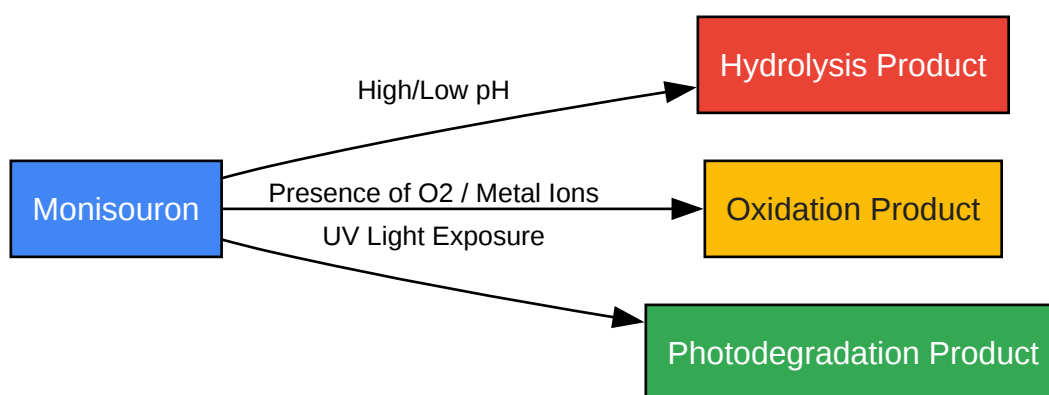 Hydrolysis Product
High/Low pH
Monisouron
Presence of O2 / Metal Ions
Oxidation Product
UV Light Exposure
Photodegradation Product